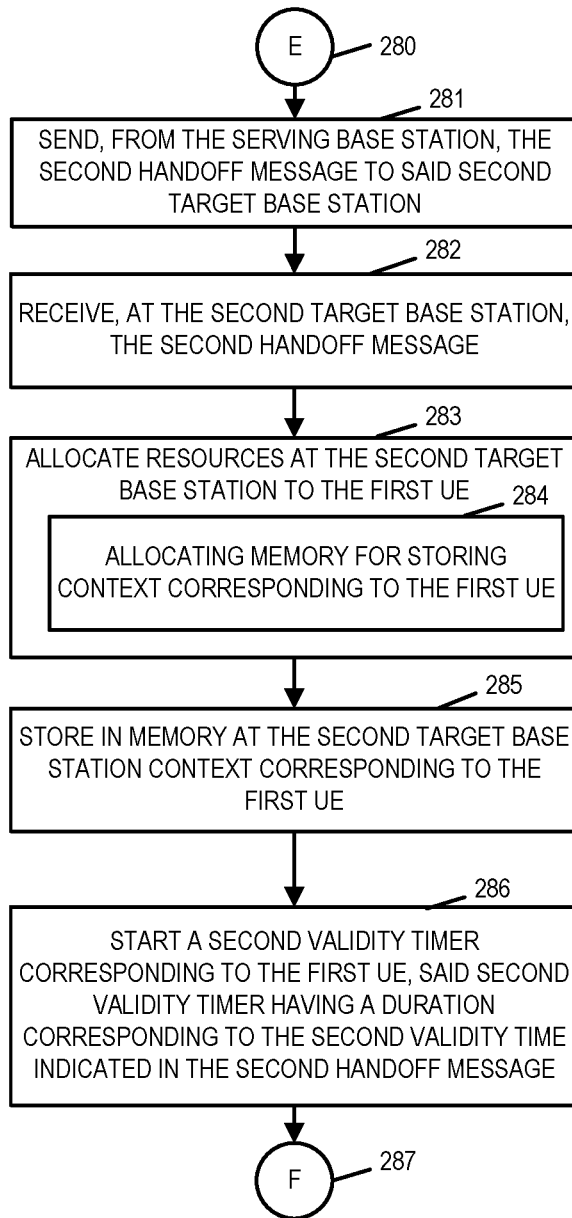 E
280
281
SEND, FROM THE SERVING BASE STATION, THE
SECOND HANDOFF MESSAGE TO SAID SECOND
TARGET BASE STATION
282
RECEIVE, AT THE SECOND TARGET BASE STATION,
THE SECOND HANDOFF MESSAGE
283
ALLOCATE RESOURCES AT THE SECOND TARGET
BASE STATION TO THE FIRST UE
284
ALLOCATING MEMORY FOR STORING
CONTEXT CORRESPONDING TO THE FIRST UE
285
STORE IN MEMORY AT THE SECOND TARGET BASE
STATION CONTEXT CORRESPONDING TO THE
FIRST UE
286
START A SECOND VALIDITY TIMER
CORRESPONDING TO THE FIRST UE, SAID SECOND
VALIDITY TIMER HAVING A DURATION
CORRESPONDING TO THE SECOND VALIDITY TIME
INDICATED IN THE SECOND HANDOFF MESSAGE
F
287